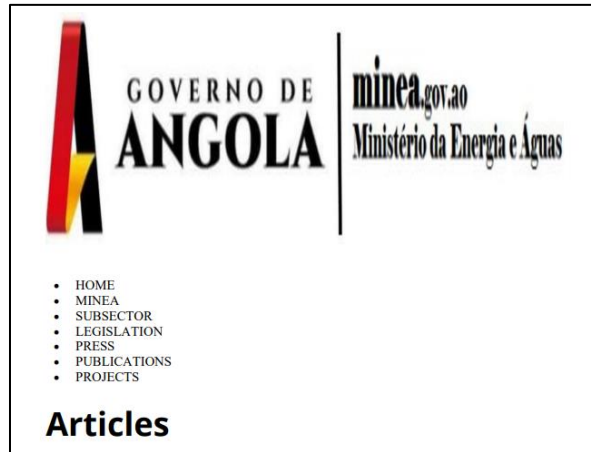 GOVERNO DE
ANGOLA
minea.gov.ao
Ministério da Energia e Águas
• HOME
• MINEA
• SUBSECTOR
• LEGISLATION
• PRESS
• PUBLICATIONS
• PROJECTS
Articles